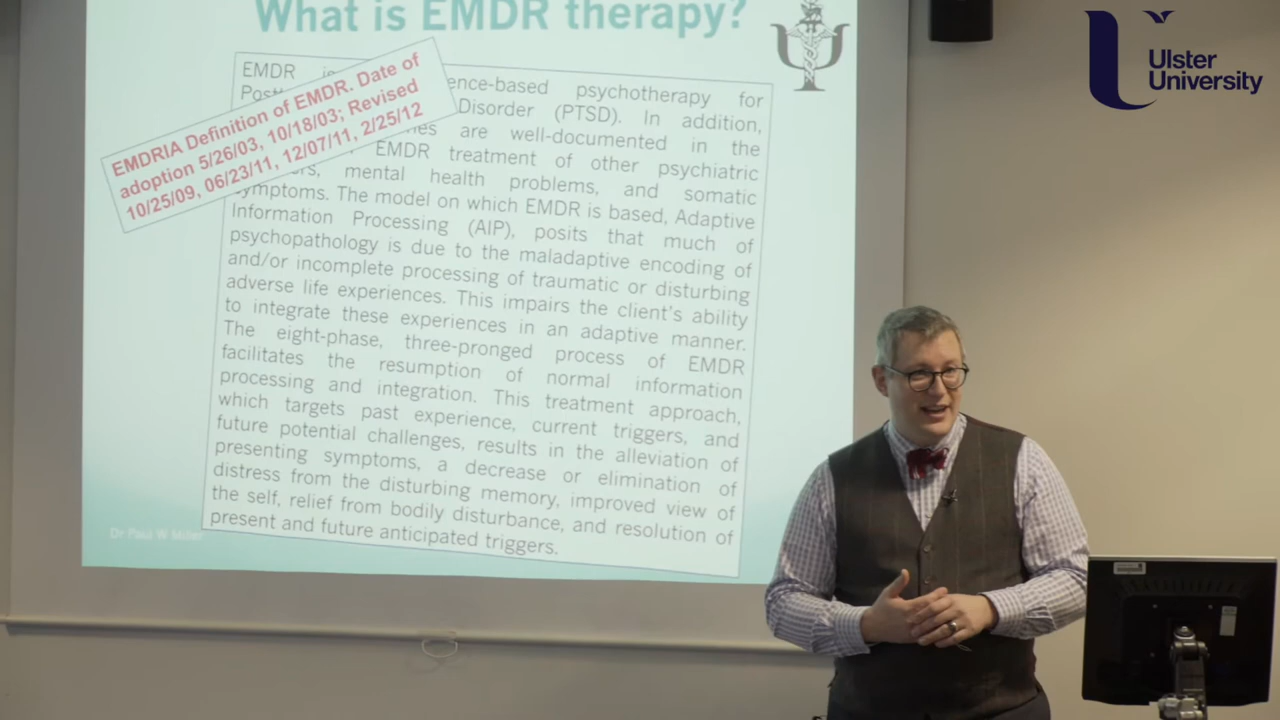 What is EMDR therapy?
EMDRIA Definition of EMDR. Date of
adoption 5/26/03, 10/18/03; Revised
10/25/09, 06/23/11, 12/07/11, 2/25/12
EMDR psychotherapy for
Disorder (PTSD). In addition,
are well-documented in the
EMDR treatment of other psychiatric
mental health problems, and somatic
symptoms. The model on which EMDR is based, Adaptive
Information Processing (AIP), posits that much of
psychopathology is due to the maladaptive encoding of
and/or incomplete processing of traumatic or disturbing
adverse life experiences. This impairs the client's ability
to integrate these experiences in an adaptive manner.
The eight-phase, three-pronged process of EMDR
facilitates the resumption of normal information
processing and integration. This treatment approach,
which targets past experience, current triggers, and
future potential challenges, results in the alleviation of
presenting symptoms, a decrease or elimination of
distress from the disturbing memory, improved view of
the self, relief from bodily disturbance, and resolution of
present and future anticipated triggers.
Dr Paul W Miller
Ulster
University